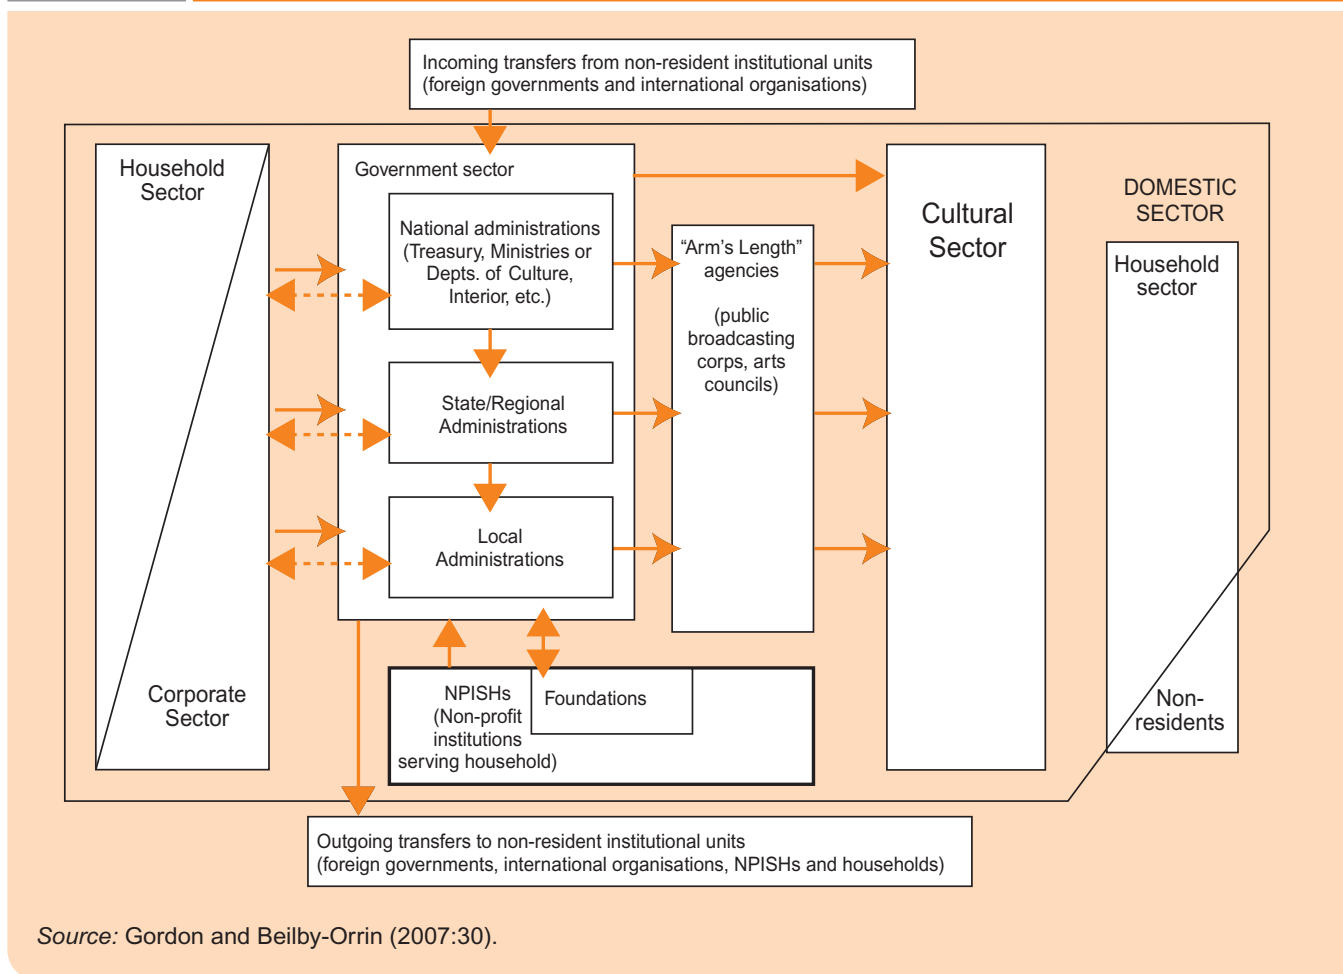 Incoming transfers from non-resident institutional units
(foreign governments and international organisations)
Household
Sector
Corporate
Sector
Government sector
National administrations
(Treasury, Ministries or
Depts. of Culture,
Interior, etc.)
State/Regional
Administrations
Local
Administrations
“Arm’s Length”
agencies
(public
broadcasting
corps, arts
councils)
Cultural
Sector
DOMESTIC
SECTOR
Household
sector
Non-
residents
NPISHs
(Non-profit
institutions
serving household)
Foundations
Outgoing transfers to non-resident institutional units
(foreign governments, international organisations, NPISHs and households)
Source: Gordon and Beilby-Orrin (2007:30).